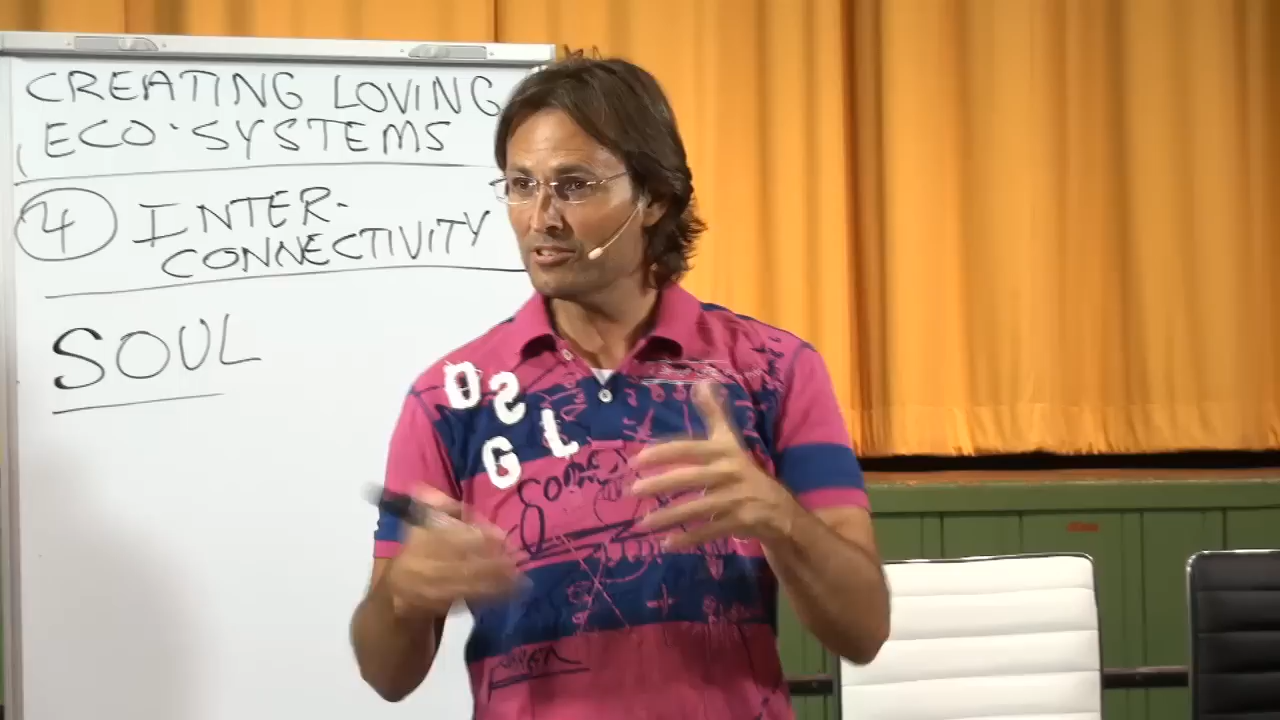 CREATING LOVING
ECO·SYSTEMS
4 INTER-
CONNECTIVITY
SOUL
D S
G L